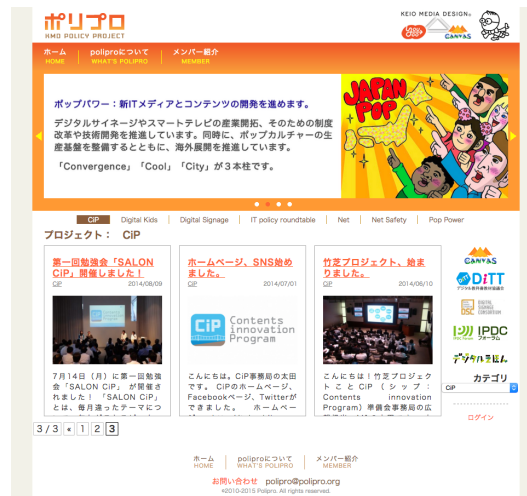 ポリプロ
KMO POLICY PROJECT
KEIO MEDIA DESIGN
CANVAS
ホーム
HOME
poliproについて
WHAT'S POLIPRO
メンバー紹介
MEMBER
ポップパワー：新ITメディアとコンテンツの開発を進めます。
デジタルサイネージやスマートテレビの産業開拓、そのための制度
改革や技術開発を推進しています。同時に、ポップカルチャーの生
産基盤を整備するとともに、海外展開を推進しています。
「Convergence」「Cool」「City」が３本柱です。
JAPAN
POP
CiP
Digital Kids
Digital Signage
IT policy roundtable
Net
Net Safety
Pop Power
プロジェクト： CiP
第一回勉強会「SALON
CiP」開催しました！
CiP 2014/08/09
7月14日（月）に第一回勉強
会「SALON CiP」 が開催さ
れました！ 「SALON CiP」
とは、毎月違ったテーマにつ
ホームページ、SNS始め
ました。
CiP 2014/07/01
CiP Contents
innovation
Program
こんにちは。CiP事務局の太田
です。 CiPのホームページ、
Facebookページ、Twitterが
できました。 ホームペー
竹芝プロジェクト、始ま
りました。
CiP 2014/06/10
こんにちは！竹芝プロジェク
トことCiP（シップ：
Contents innovation
Program）準備会事務局の広
CANVAS
DiTT
デジタル教科書教材協議会
DSC DIGITAL
SIGNAGE
CONSORTIUM
IPDC
フォーラム
デジタルえほん
カテゴリ
CiP
ログイン
3 / 3 « 1 2 3
ホーム
HOME
poliproについて
WHAT'S POLIPRO
メンバー紹介
MEMBER
お問い合わせ polipro@polipro.org
©2010-2015 Polipro. All rights reserved.